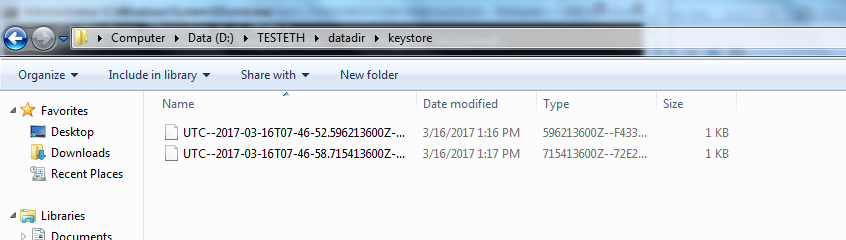 Computer Data (D:) TESTETH datadir keystore
Organize Include in library Share with New folder
Favorites
Desktop
Downloads
Recent Places
Libraries
Documents
Name Date modified Type Size
UTC--2017-03-16T07-46-52.596213600Z-... 3/16/2017 1:16 PM 596213600Z--F433... 1 KB
UTC--2017-03-16T07-46-58.715413600Z-... 3/16/2017 1:17 PM 715413600Z--72E2... 1 KB